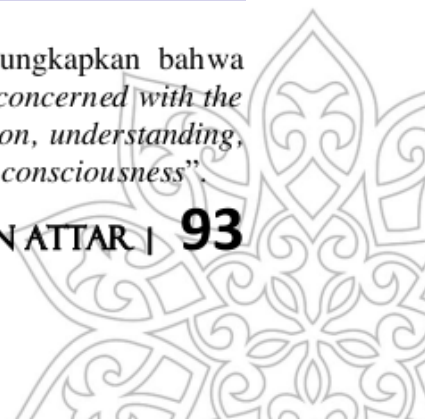 ungkapkan bahwa
concerned with the
on, understanding,
consciousness”.
N ATTAR | 93